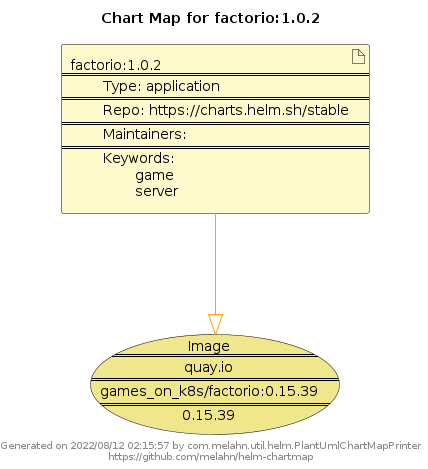 Chart Map for factorio:1.0.2
factorio:1.0.2
Type: application
Repo: https://charts.helm.sh/stable
Maintainers:
Keywords:
game
server
Image
quay.io
games_on_k8s/factorio:0.15.39
0.15.39
Generated on 2022/08/12 02:15:57 by com.melahn.util.helm.PlantUmlChartMapPrinter
https://github.com/melahn/helm-chartmap